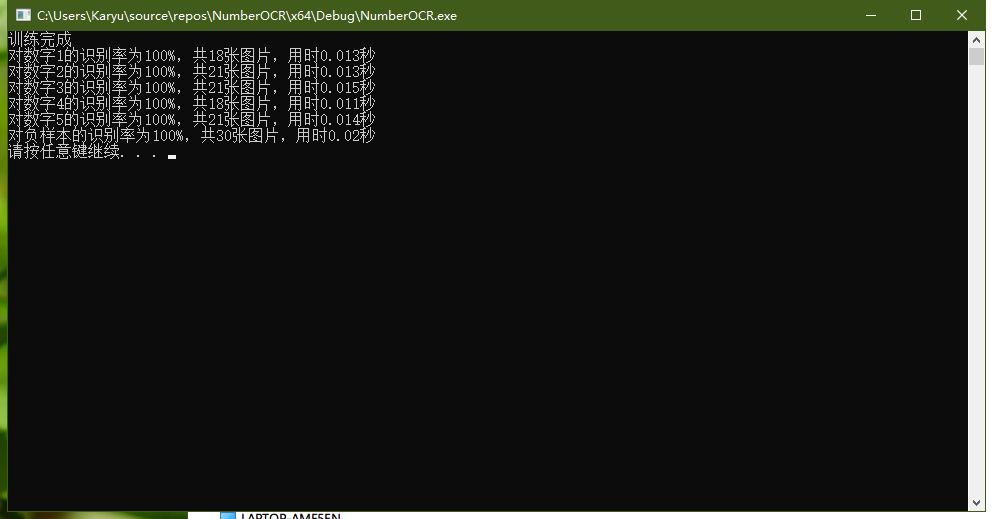 C:\Users\Karyu\source\repos\NumberOCR\x64\Debug\NumberOCR.exe
训练完成
对数字1的识别率为100%，共18张图片，用时0.013秒
对数字2的识别率为100%，共21张图片，用时0.013秒
对数字3的识别率为100%，共21张图片，用时0.015秒
对数字4的识别率为100%，共18张图片，用时0.011秒
对数字5的识别率为100%，共21张图片，用时0.014秒
对负样本的识别率为100%，共30张图片，用时0.02秒
请按任意键继续. . .